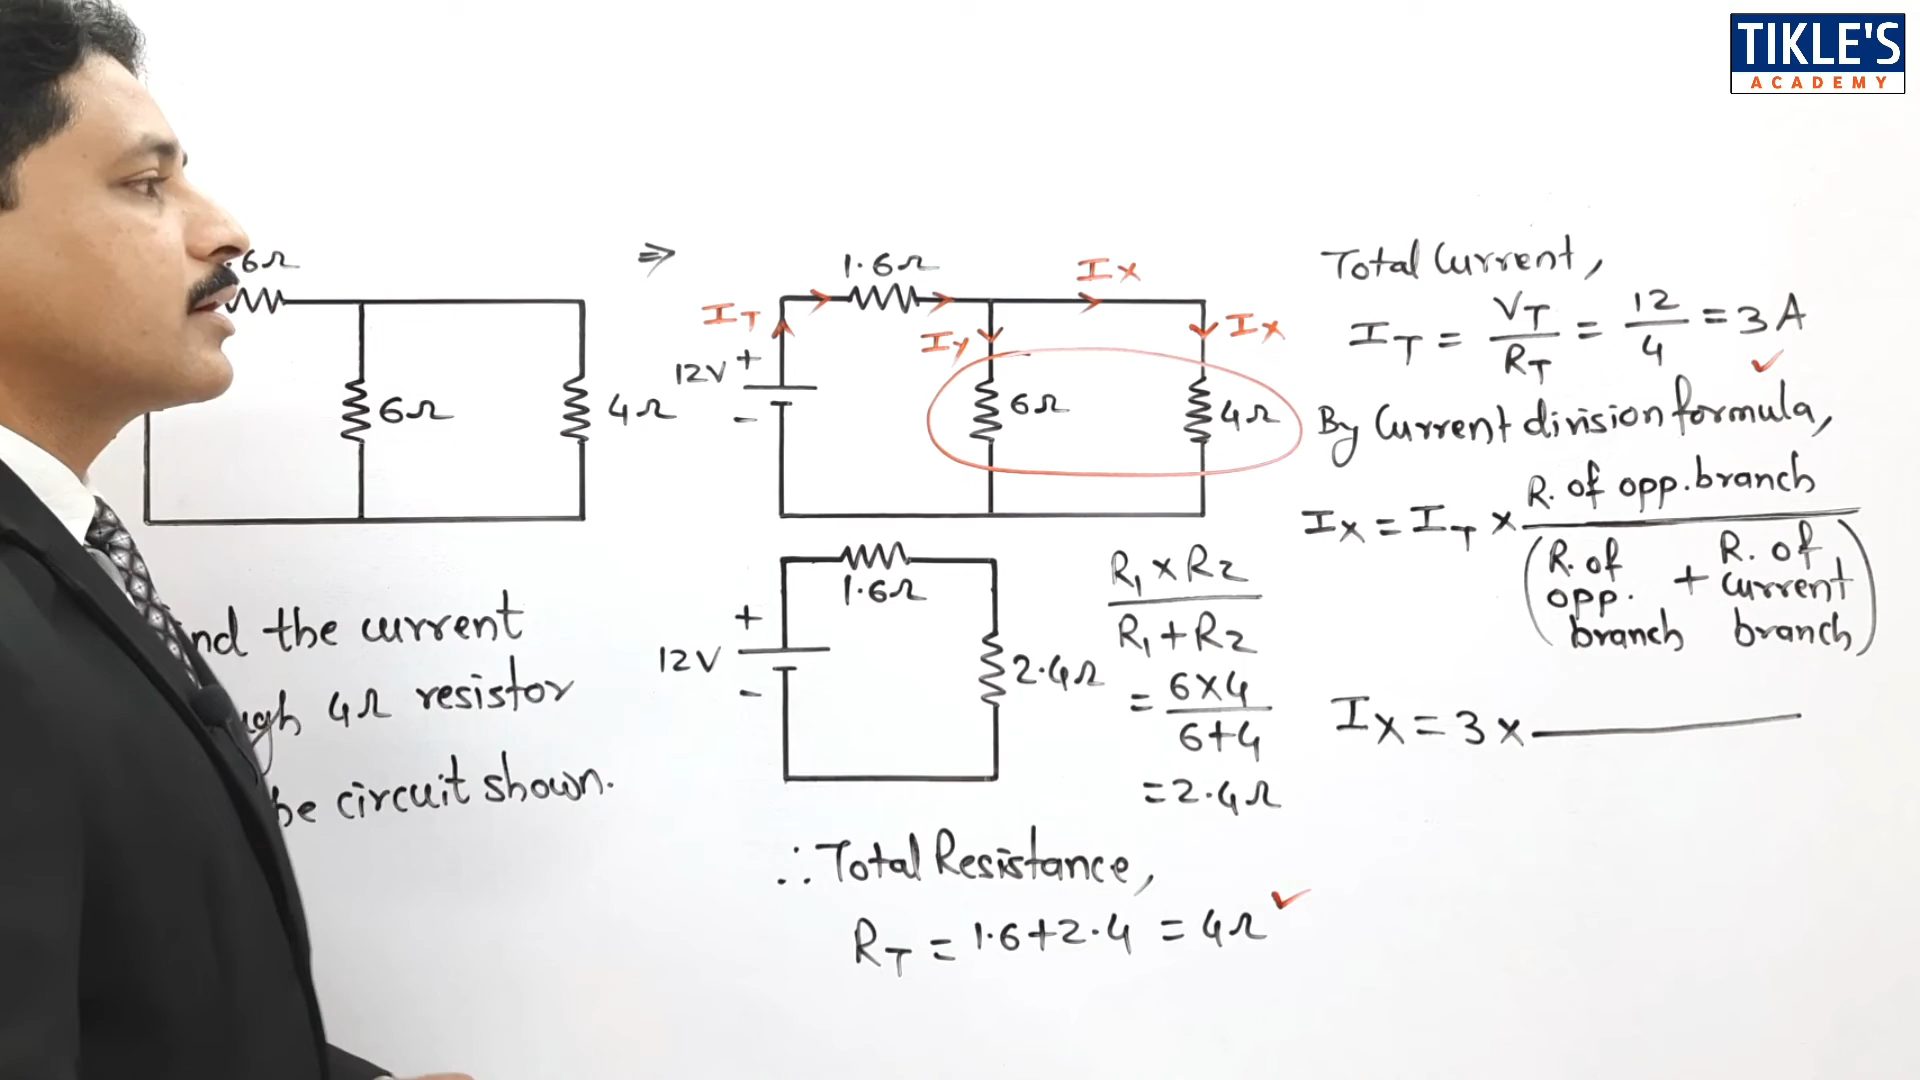 TIKLE'S
ACADEMY
.6Ω
6Ω
4Ω
nd the current
ugh 4Ω resistor
he circuit shown.
⇒
1.6Ω
IX
IT
IY
IX
12V
+
-
6Ω
4Ω
1.6Ω
+
12V
-
2.4Ω
R1 × R2
R1 + R2
= 6×4
6+4
= 2.4Ω
∴ Total Resistance,
RT = 1.6+2.4 = 4Ω ✓
Total Current,
IT = VT/RT = 12/4 = 3A ✓
By Current division formula,
IX = IT × R. of opp. branch
(R. of opp. branch + R. of current branch)
IX = 3 ×